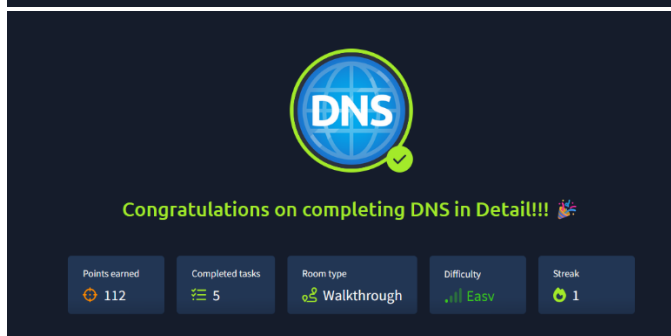 DNS
Congratulations on completing DNS in Detail!!! 🎉
Points earned
112
Completed tasks
5
Room type
Walkthrough
Difficulty
Easy
Streak
1